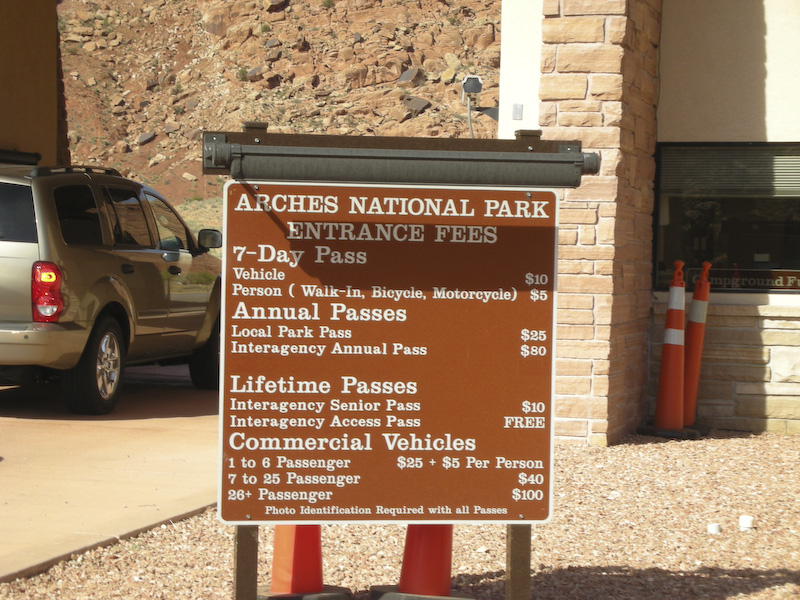 ARCHES NATIONAL PARK
ENTRANCE FEES
7-Day Pass
Vehicle $10
Person ( Walk-In, Bicycle, Motorcycle) $5
Annual Passes
Local Park Pass $25
Interagency Annual Pass $80
Lifetime Passes
Interagency Senior Pass $10
Interagency Access Pass FREE
Commercial Vehicles
1 to 6 Passenger $25 + $5 Per Person
7 to 25 Passenger $40
26+ Passenger $100
Photo Identification Required with all Passes
Campground Fu